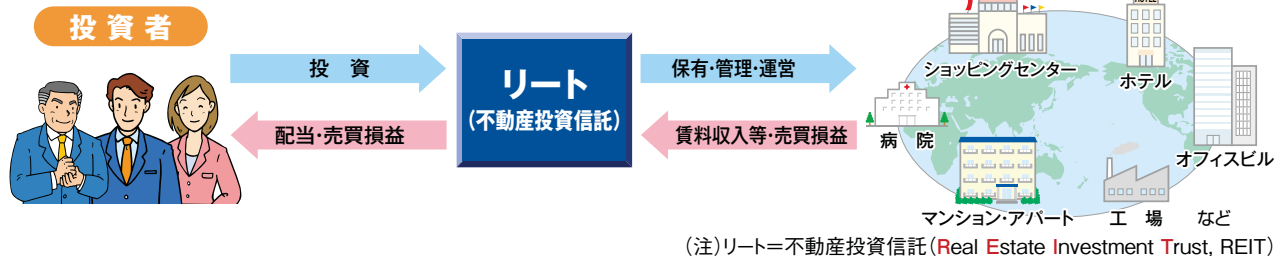 投資者
投 資
配当・売買損益
リート
(不動産投資信託)
保有・管理・運営
賃料収入等・売買損益
HOTEL
ショッピングセンター
ホテル
病 院
オフィスビル
マンション・アパート
工 場 など
(注)リート=不動産投資信託(Real Estate Investment Trust, REIT)